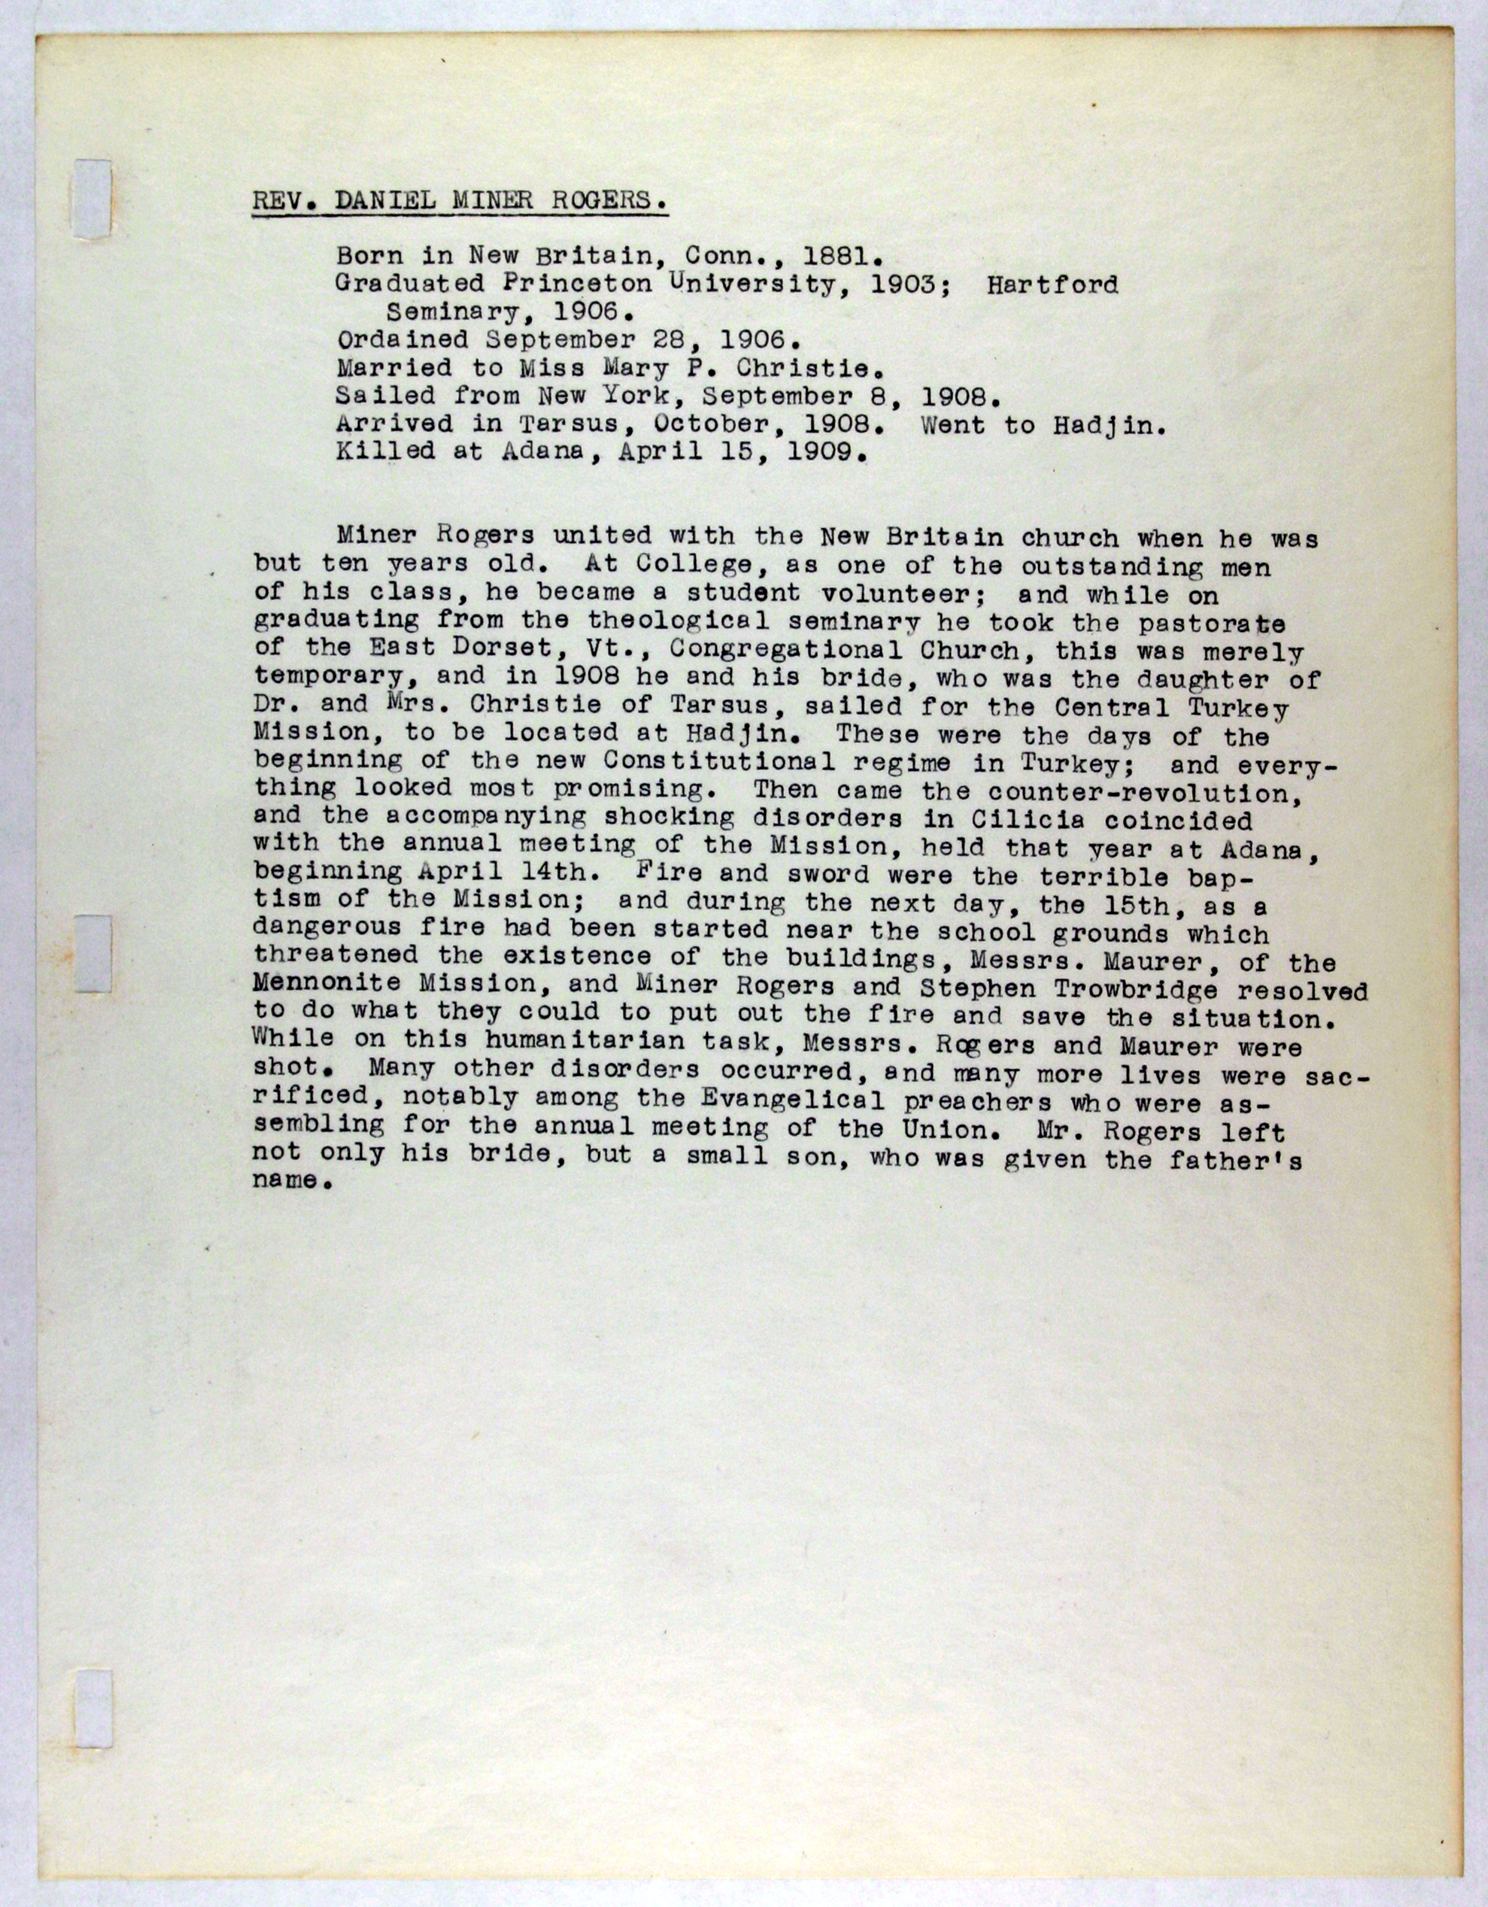 REV. DANIEL MINER ROGERS.
Born in New Britain, Conn., 1881.
Graduated Princeton University, 1903; Hartford
Seminary, 1906.
Ordained September 28, 1906.
Married to Miss Mary P. Christie.
Sailed from New York, September 8, 1908.
Arrived in Tarsus, October, 1908. Went to Hadjin.
Killed at Adana, April 15, 1909.
Miner Rogers united with the New Britain church when he was
but ten years old. At College, as one of the outstanding men
of his class, he became a student volunteer; and while on
graduating from the theological seminary he took the pastorate
of the East Dorset, Vt., Congregational Church, this was merely
temporary, and in 1908 he and his bride, who was the daughter of
Dr. and Mrs. Christie of Tarsus, sailed for the Central Turkey
Mission, to be located at Hadjin. These were the days of the
beginning of the new Constitutional regime in Turkey; and every-
thing looked most promising. Then came the counter-revolution,
and the accompanying shocking disorders in Cilicia coincided
with the annual meeting of the Mission, held that year at Adana,
beginning April 14th. Fire and sword were the terrible bap-
tism of the Mission; and during the next day, the 15th, as a
dangerous fire had been started near the school grounds which
threatened the existence of the buildings, Messrs. Maurer, of the
Mennonite Mission, and Miner Rogers and Stephen Trowbridge resolved
to do what they could to put out the fire and save the situation.
While on this humanitarian task, Messrs. Rogers and Maurer were
shot. Many other disorders occurred, and many more lives were sac-
rificed, notably among the Evangelical preachers who were as-
sembling for the annual meeting of the Union. Mr. Rogers left
not only his bride, but a small son, who was given the father's
name.